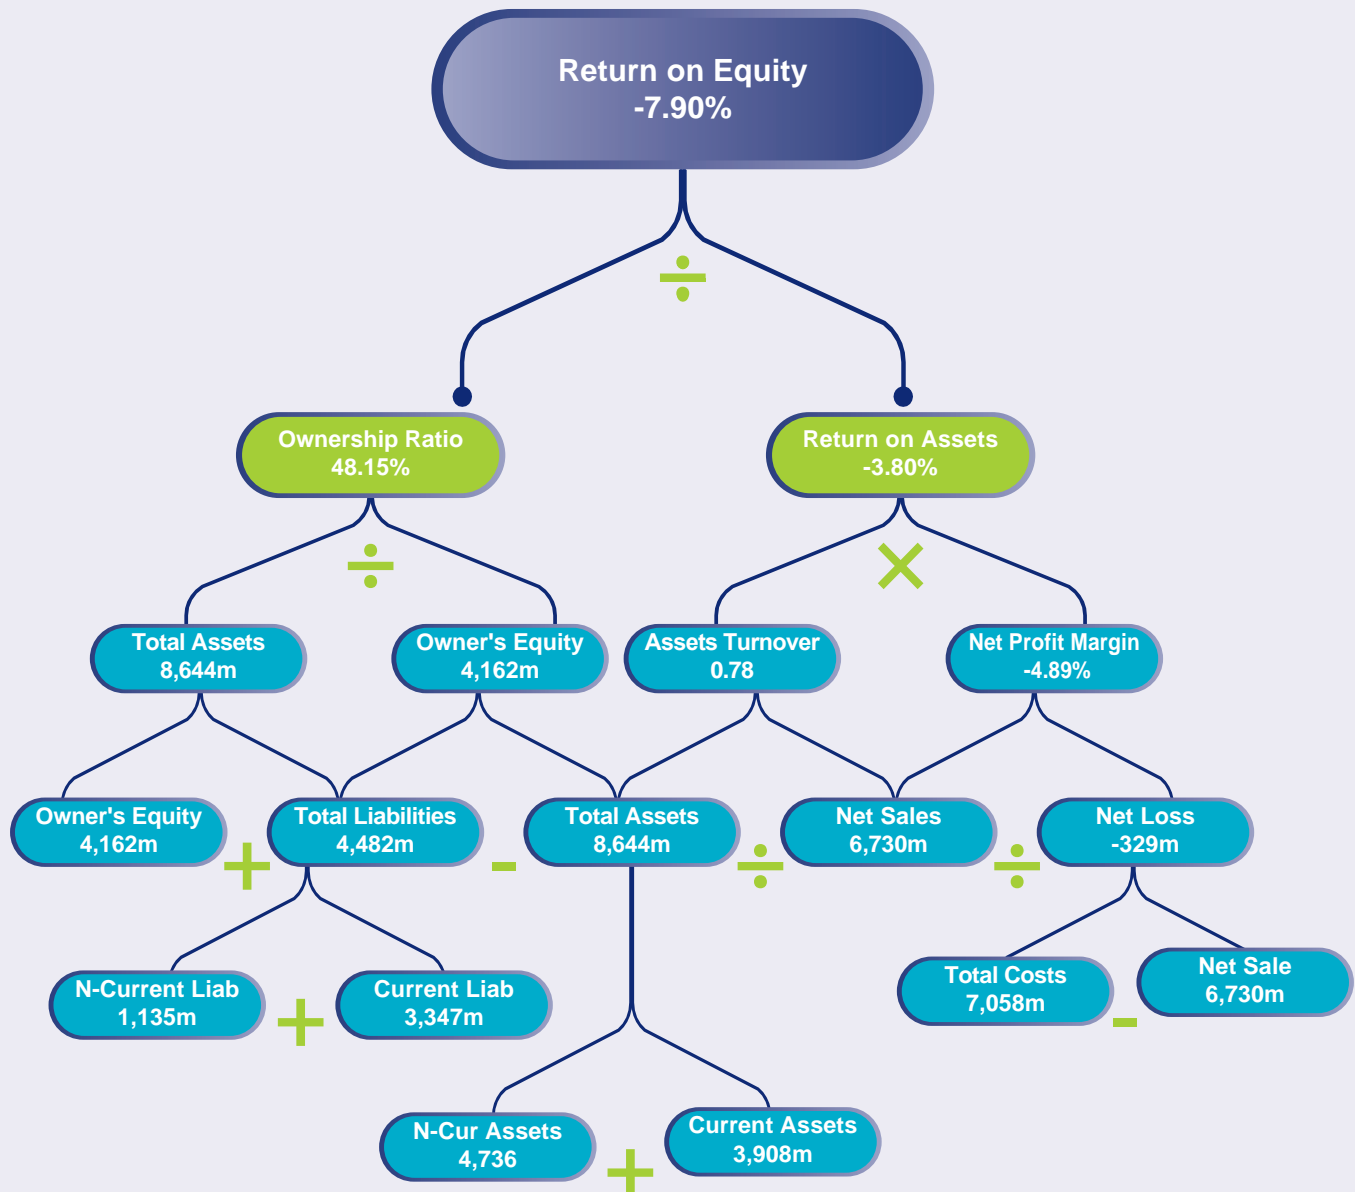 Return on Equity
-7.90%
÷
Ownership Ratio
48.15%
Return on Assets
-3.80%
÷
×
Total Assets
8,644m
Owner's Equity
4,162m
Assets Turnover
0.78
Net Profit Margin
-4.89%
Owner's Equity
4,162m
+
Total Liabilities
4,482m
-
Total Assets
8,644m
÷
Net Sales
6,730m
÷
Net Loss
-329m
N-Current Liab
1,135m
+
Current Liab
3,347m
Total Costs
7,058m
-
Net Sale
6,730m
N-Cur Assets
4,736
+
Current Assets
3,908m